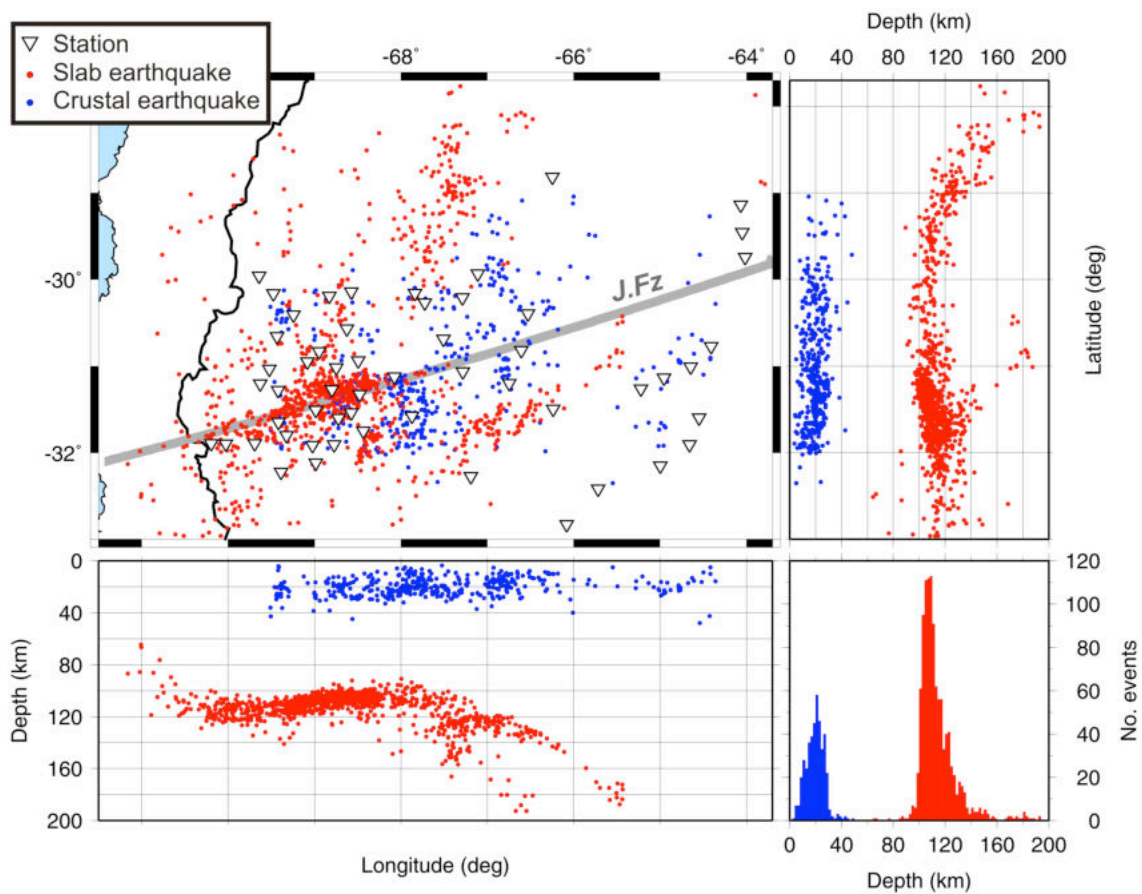 Station
Slab earthquake
Crustal earthquake
-68˚
-66˚
-64˚
-30˚
-32˚
J.Fz
Depth (km)
0 40 80 120 160 200
Latitude (deg)
0
40
80
120
160
200
Depth (km)
Longitude (deg)
120
100
80
60
40
20
0
No. events
0 40 80 120 160
Depth (km)